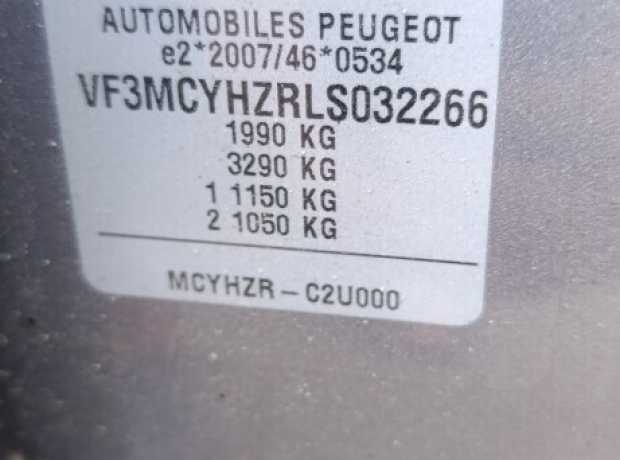 AUTOMOBILES PEUGEOT
e2*2007/46*0534
VF3MCYHZRLS032266
1990 KG
3290 KG
1 1150 KG
2 1050 KG
MCYHZR – C2U000